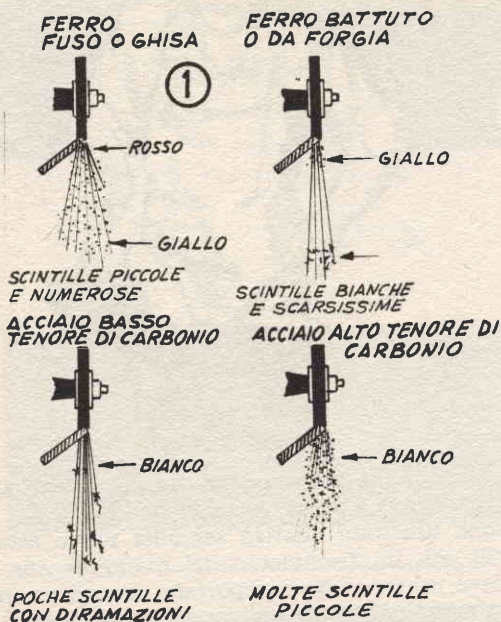 FERRO
FUSO O GHISA
1
ROSSO
GIALLO
SCINTILLE PICCOLE
E NUMEROSE
FERRO BATTUTO
O DA FORGIA
GIALLO
SCINTILLE BIANCHE
E SCARSISSIME
ACCIAIO BASSO
TENORE DI CARBONIO
BIANCO
POCHE SCINTILLE
CON DIRAMAZIONI
ACCIAIO ALTO TENORE DI
CARBONIO
BIANCO
MOLTE SCINTILLE
PICCOLE